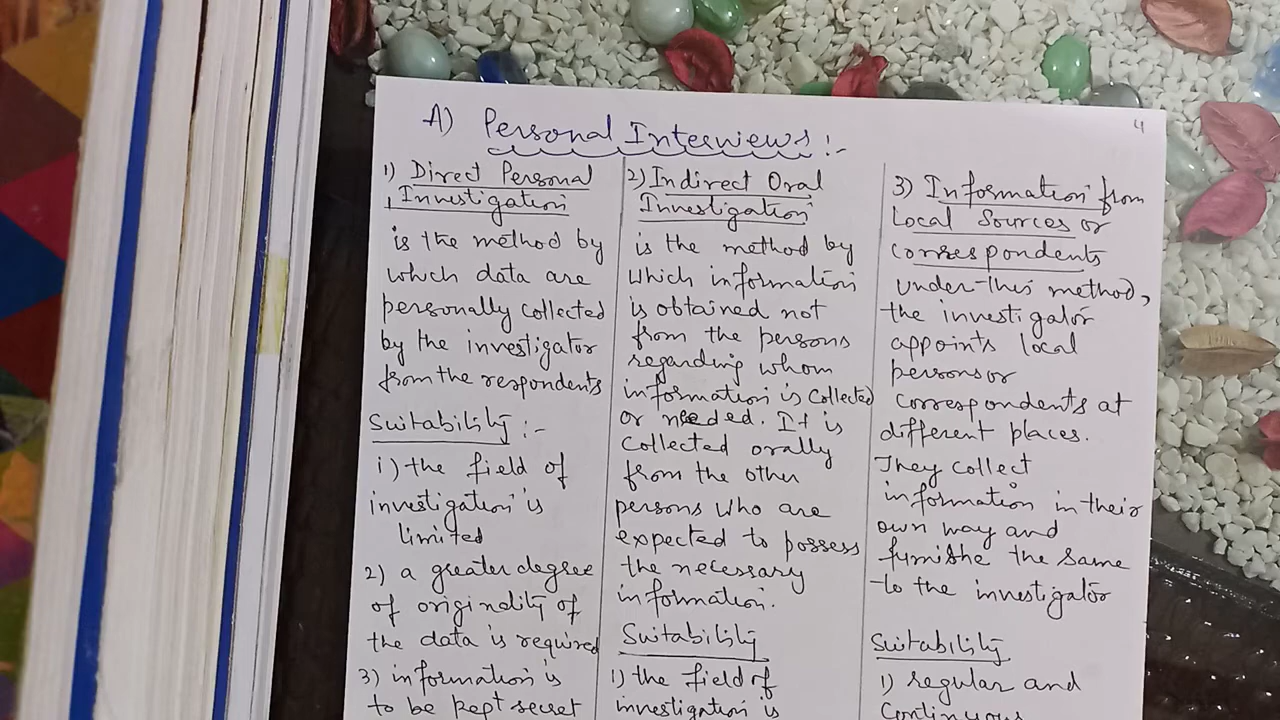 4
A) Personal Interviews :-
1) Direct Personal
Investigation
is the method by
which data are
personally collected
by the investigator
from the respondents
Suitability :-
i) the field of
investigation is
limited
2) a greater degree
of originality of
the data is required
3) information is
to be kept secret
2) Indirect Oral
Investigation
is the method by
which information
is obtained not
from the persons
regarding whom
information is collected
or needed. It is
collected orally
from the other
persons who are
expected to possess
the necessary
information.
Suitability
1) the field of
investigation is
3) Information from
Local Sources or
Correspondents
under this method,
the investigator
appoints local
persons or
correspondents at
different places.
They collect
information in their
own way and
furnishe the same
to the investigator
Suitability
1) regular and
Continuous